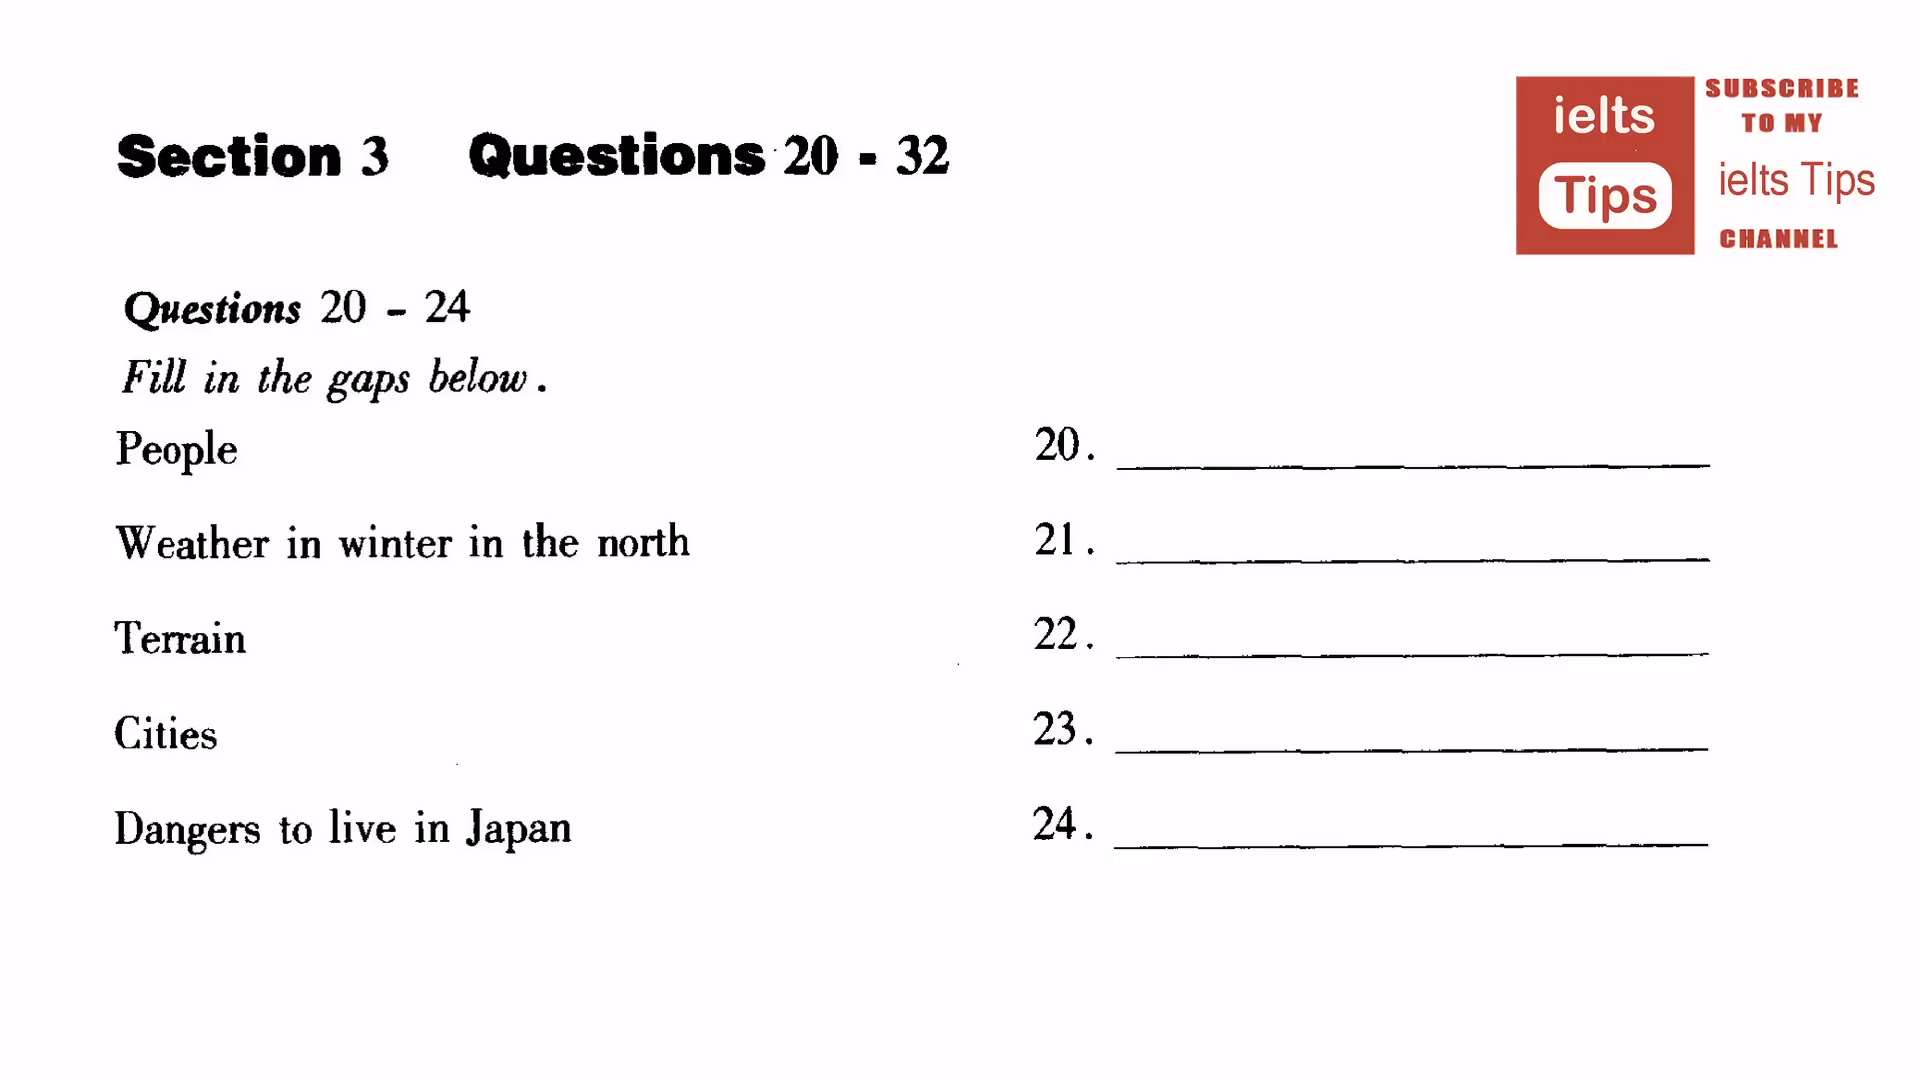 Section 3 Questions 20 - 32
ielts
Tips
SUBSCRIBE
TO MY
ielts Tips
CHANNEL
Questions 20 - 24
Fill in the gaps below.
People 20. 
Weather in winter in the north 21. 
Terrain 22. 
Cities 23. 
Dangers to live in Japan 24.